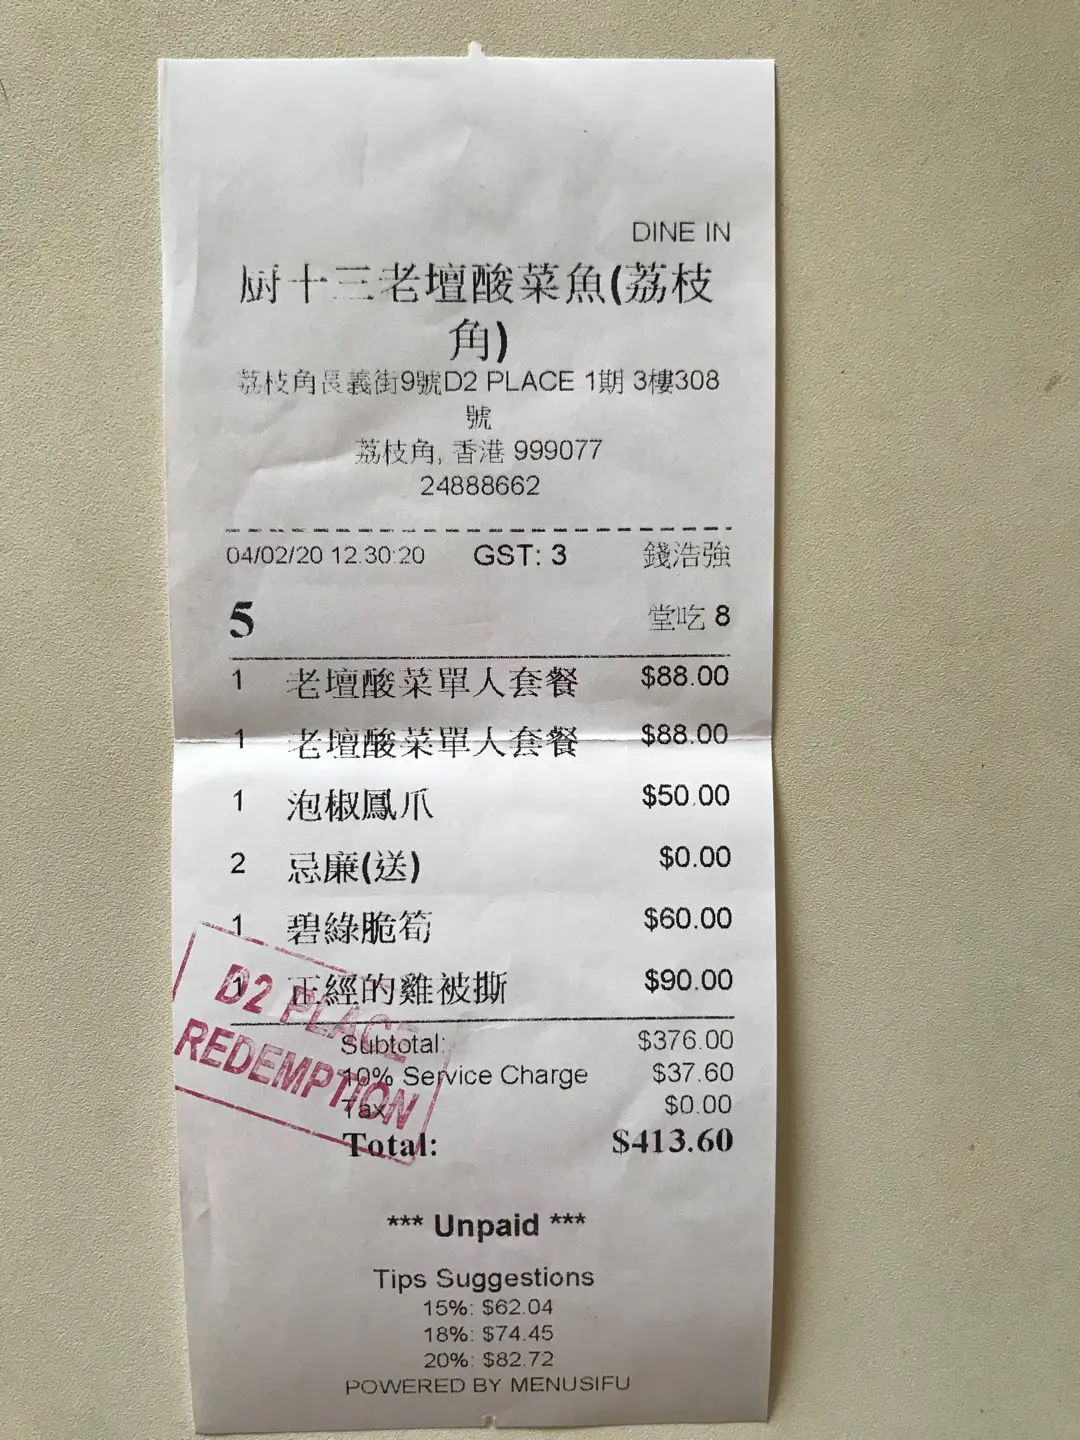 DINE IN
厨十三老壇酸菜魚(荔枝
角)
荔枝角長義街9號D2 PLACE 1期 3樓308
號
荔枝角, 香港 999077
24888662
04/02/20 12:30:20 GST: 3 錢浩強
5 堂吃 8
1 老壇酸菜單人套餐 $88.00
1 老壇酸菜單人套餐 $88.00
1 泡椒鳳爪 $50.00
2 忌廉(送) $0.00
1 碧綠脆筍 $60.00
1 正經的雞被撕 $90.00
D2 PLACE
REDEMPTION
Subtotal: $376.00
10% Service Charge $37.60
Tax $0.00
Total: $413.60
*** Unpaid ***
Tips Suggestions
15%: $62.04
18%: $74.45
20%: $82.72
POWERED BY MENUSIFU